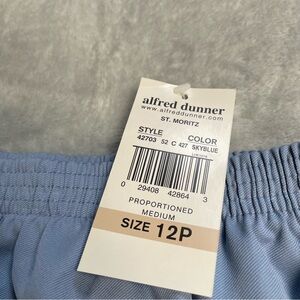 alfred dunner
www.alfreddunner.com
ST. MORITZ
STYLE COLOR
42703 52 C 427 SKYBLUE
0 29408 42864 3
PROPORTIONED
MEDIUM
SIZE 12P